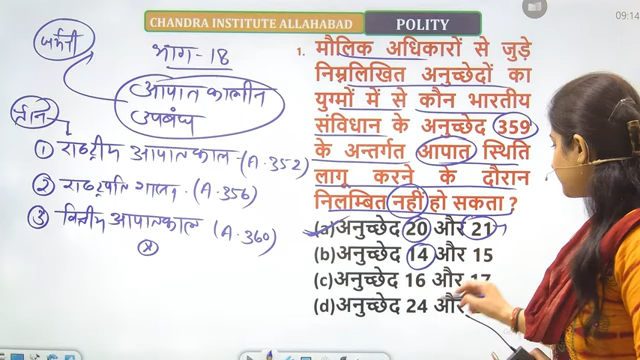 CHANDRA INSTITUTE ALLAHABAD
POLITY
09:14
जर्मनी
भाग-18
आपातकालीन
उपबंध
तीन
① राष्ट्रीय आपातकाल-(A.352)
② राष्ट्रपति शासन-(A.356)
③ वित्तीय आपातकाल (A.360)
1. मौलिक अधिकारों से जुड़े
निम्नलिखित अनुच्छेदों का
युग्मों में से कौन भारतीय
संविधान के अनुच्छेद 359
के अन्तर्गत आपात स्थिति
लागू करने के दौरान
निलम्बित नहीं हो सकता ?
(a)अनुच्छेद 20 और 21
(b)अनुच्छेद 14 और 15
(c)अनुच्छेद 16 और 17
(d)अनुच्छेद 24 और